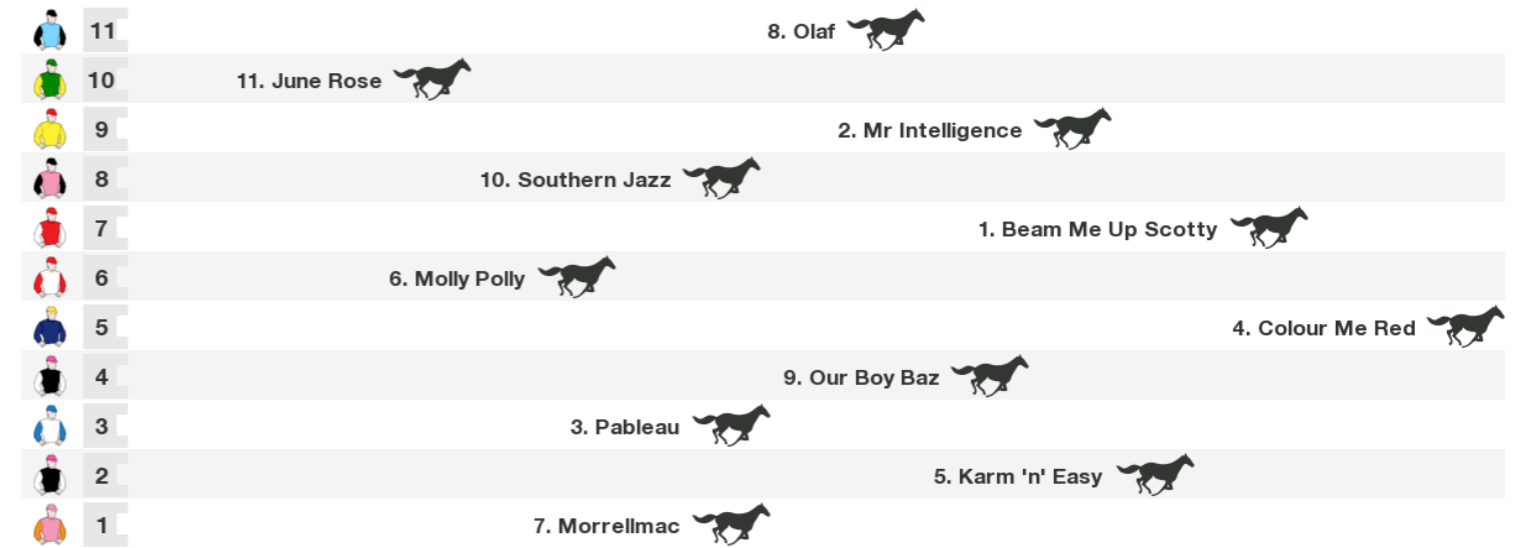 11 8. Olaf
10 11. June Rose
9 2. Mr Intelligence
8 10. Southern Jazz
7 1. Beam Me Up Scotty
6 6. Molly Polly
5 4. Colour Me Red
4 9. Our Boy Baz
3 3. Pableau
2 5. Karm 'n' Easy
1 7. Morrellmac